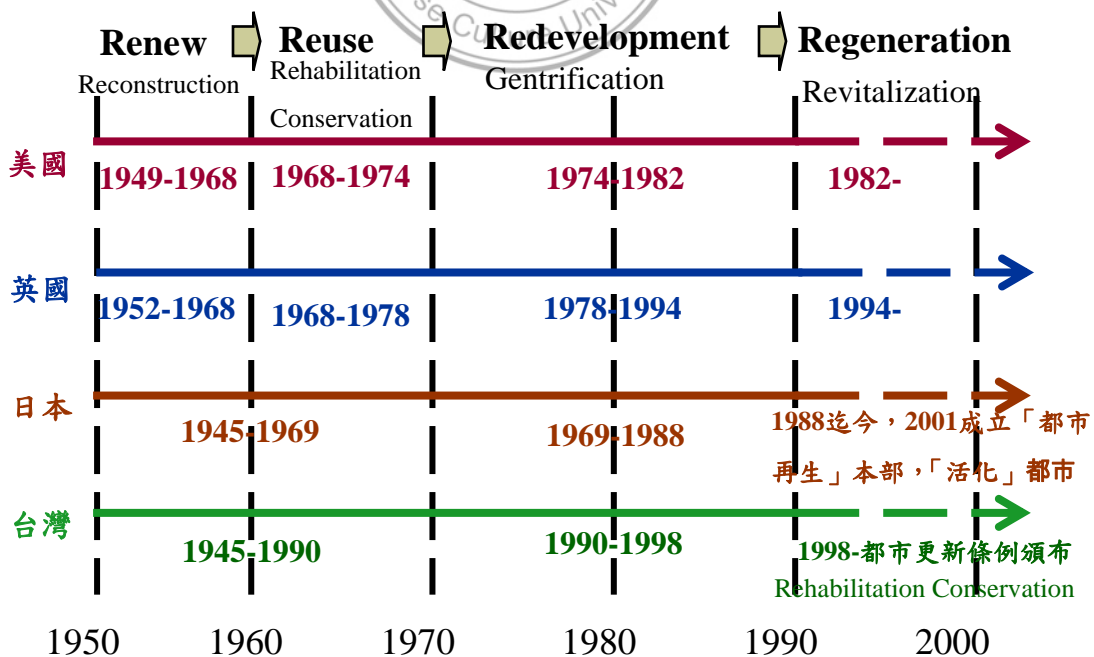 se Culture Univ
Renew Reuse Redevelopment Regeneration
Reconstruction Rehabilitation Gentrification Revitalization
Conservation
美國
1949-1968 1968-1974 1974-1982 1982-
英國
1952-1968 1968-1978 1978-1994 1994-
日本
1945-1969 1969-1988 1988迄今，2001成立「都市
再生」本部，「活化」都市
台灣
1945-1990 1990-1998 1998-都市更新條例頒布
Rehabilitation Conservation
1950 1960 1970 1980 1990 2000